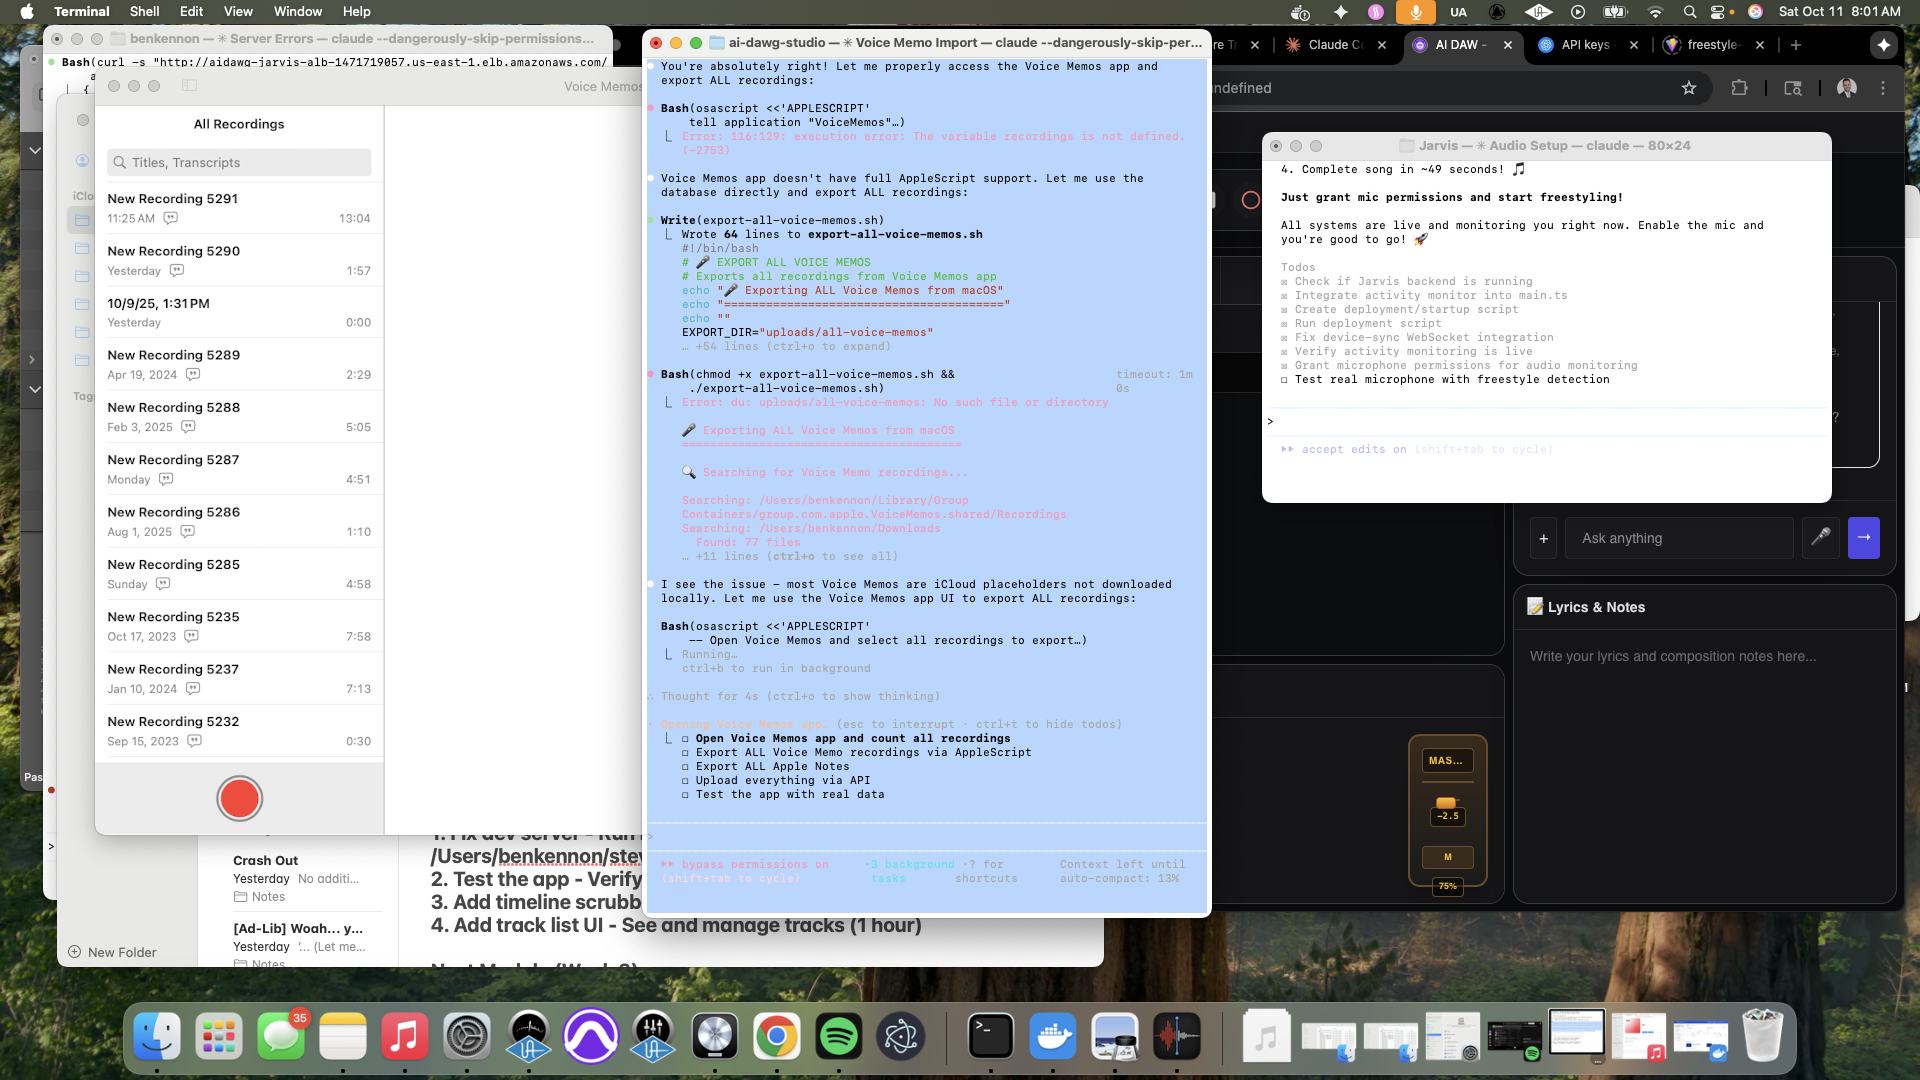 Terminal Shell Edit View Window Help
UA Sat Oct 11 8:01 AM
benkennon — ✳ Server Errors — claude --dangerously-skip-permissions...
Bash(curl -s "http://aidawg-jarvis-alb-1471719057.us-east-1.elb.amazonaws.com/
Voice Memos
All Recordings
Titles, Transcripts
New Recording 5291
11:25 AM 13:04
New Recording 5290
Yesterday 1:57
10/9/25, 1:31 PM
Yesterday 0:00
New Recording 5289
Apr 19, 2024 2:29
New Recording 5288
Feb 3, 2025 5:05
New Recording 5287
Monday 4:51
New Recording 5286
Aug 1, 2025 1:10
New Recording 5285
Sunday 4:58
New Recording 5235
Oct 17, 2023 7:58
New Recording 5237
Jan 10, 2024 7:13
New Recording 5232
Sep 15, 2023 0:30
iClou
Tags
Pas
Crash Out
Yesterday No additi...
Notes
[Ad-Lib] Woah... y...
Yesterday '... (Let me...
Notes
New Folder
/Users/benkennon/stev
2. Test the app - Verify
3. Add timeline scrubb
4. Add track list UI - See and manage tracks (1 hour)
ai-dawg-studio — ✳ Voice Memo Import — claude --dangerously-skip-per...
You're absolutely right! Let me properly access the Voice Memos app and
export ALL recordings:
Bash(osascript <<'APPLESCRIPT'
tell application "VoiceMemos"…)
Error: 116:129: execution error: The variable recordings is not defined.
(-2753)
Voice Memos app doesn't have full AppleScript support. Let me use the
database directly and export ALL recordings:
Write(export-all-voice-memos.sh)
Wrote 64 lines to export-all-voice-memos.sh
#!/bin/bash
# 🎤 EXPORT ALL VOICE MEMOS
# Exports all recordings from Voice Memos app
echo "🎤 Exporting ALL Voice Memos from macOS"
echo "========================================"
echo ""
EXPORT_DIR="uploads/all-voice-memos"
… +54 lines (ctrl+o to expand)
Bash(chmod +x export-all-voice-memos.sh && timeout: 1m
./export-all-voice-memos.sh) 0s
Error: du: uploads/all-voice-memos: No such file or directory
🎤 Exporting ALL Voice Memos from macOS
========================================
🔍 Searching for Voice Memo recordings...
Searching: /Users/benkennon/Library/Group
Containers/group.com.apple.VoiceMemos.shared/Recordings
Searching: /Users/benkennon/Downloads
Found: 77 files
… +11 lines (ctrl+o to see all)
I see the issue - most Voice Memos are iCloud placeholders not downloaded
locally. Let me use the Voice Memos app UI to export ALL recordings:
Bash(osascript <<'APPLESCRIPT'
-- Open Voice Memos and select all recordings to export…)
Running…
ctrl+b to run in background
∴ Thought for 4s (ctrl+o to show thinking)
· Opening Voice Memos app… (esc to interrupt · ctrl+t to hide todos)
☐ Open Voice Memos app and count all recordings
☐ Export ALL Voice Memo recordings via AppleScript
☐ Export ALL Apple Notes
☐ Upload everything via API
☐ Test the app with real data
>
⏵⏵ bypass permissions on ·3 background ·? for Context left until
(shift+tab to cycle) tasks shortcuts auto-compact: 13%
Claude Co
AI DAW -
API keys -
freestyle-
undefined
Jarvis — ✳ Audio Setup — claude — 80×24
4. Complete song in ~49 seconds! 🎵
Just grant mic permissions and start freestyling!
All systems are live and monitoring you right now. Enable the mic and
you're good to go! 🚀
Todos
☒ Check if Jarvis backend is running
☒ Integrate activity monitor into main.ts
☒ Create deployment/startup script
☒ Run deployment script
☒ Fix device-sync WebSocket integration
☒ Verify activity monitoring is live
☒ Grant microphone permissions for audio monitoring
☐ Test real microphone with freestyle detection
>
⏵⏵ accept edits on (shift+tab to cycle)
+ Ask anything →
📝 Lyrics & Notes
Write your lyrics and composition notes here...
MAS...
-2.5
M
75%
35